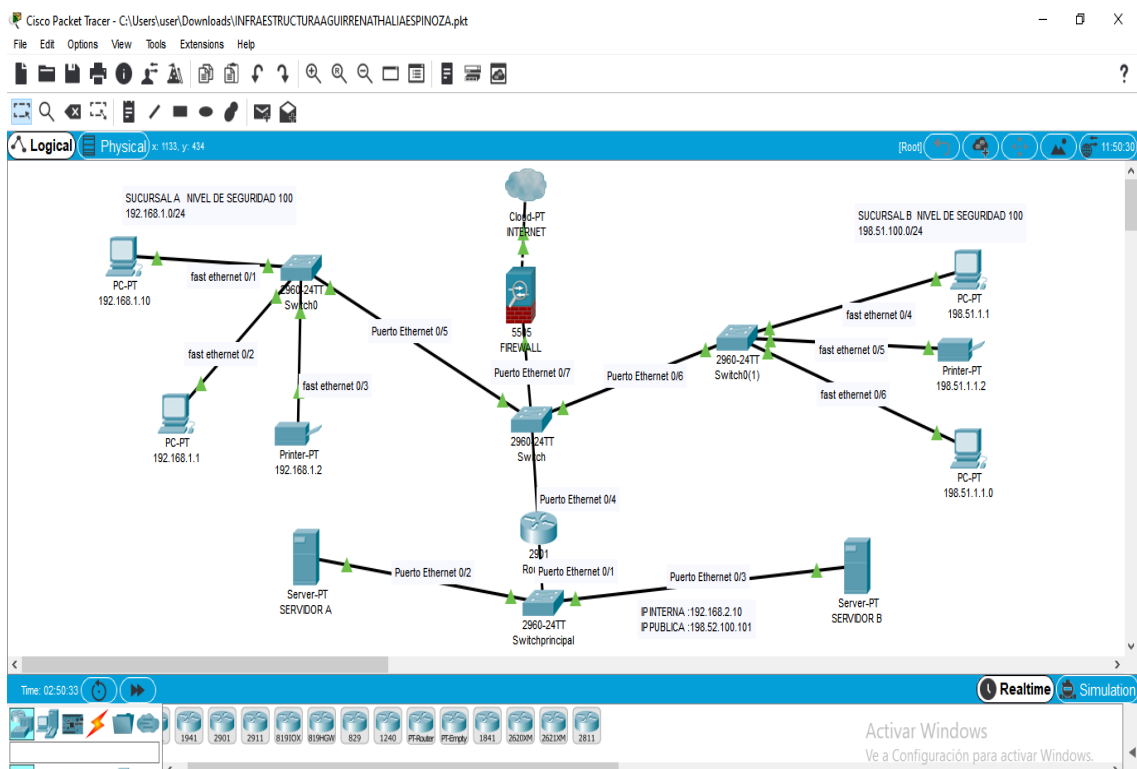 Cisco Packet Tracer - C:\Users\user\Downloads\INFRAESTRUCTURAAGUIRRENATHALIAESPINOZA.pkt
File Edit Options View Tools Extensions Help
?
Logical Physical x: 1133, y: 434 [Root] 11:50:30
SUCURSAL A NIVEL DE SEGURIDAD 100
192.168.1.0/24
Cloud-PT
INTERNET
SUCURSAL B NIVEL DE SEGURIDAD 100
198.51.100.0/24
PC-PT
192.168.1.10
fast ethernet 0/1
2960-24TT
Switch0
5505
FIREWALL
PC-PT
198.51.1.1
fast ethernet 0/4
Puerto Ethernet 0/5
fast ethernet 0/2
fast ethernet 0/3
Puerto Ethernet 0/7
Puerto Ethernet 0/6
2960-24TT
Switch0(1)
fast ethernet 0/5
Printer-PT
198.51.1.1.2
fast ethernet 0/6
PC-PT
192.168.1.1
Printer-PT
192.168.1.2
2960-24TT
Switch
PC-PT
198.51.1.1.0
Puerto Ethernet 0/4
2901
Puerto Ethernet 0/1
Puerto Ethernet 0/2
Puerto Ethernet 0/3
Server-PT
SERVIDOR A
2960-24TT
Switchprincipal
IP INTERNA :192.168.2.10
IP PUBLICA :198.52.100.101
Server-PT
SERVIDOR B
Time: 02:50:33 Realtime Simulation
1941 2901 2911 819IOX 819HGW 829 1240 PT-Router PT-Empty 1841 2620XM 2621XM 2811
Activar Windows
Ve a Configuración para activar Windows.